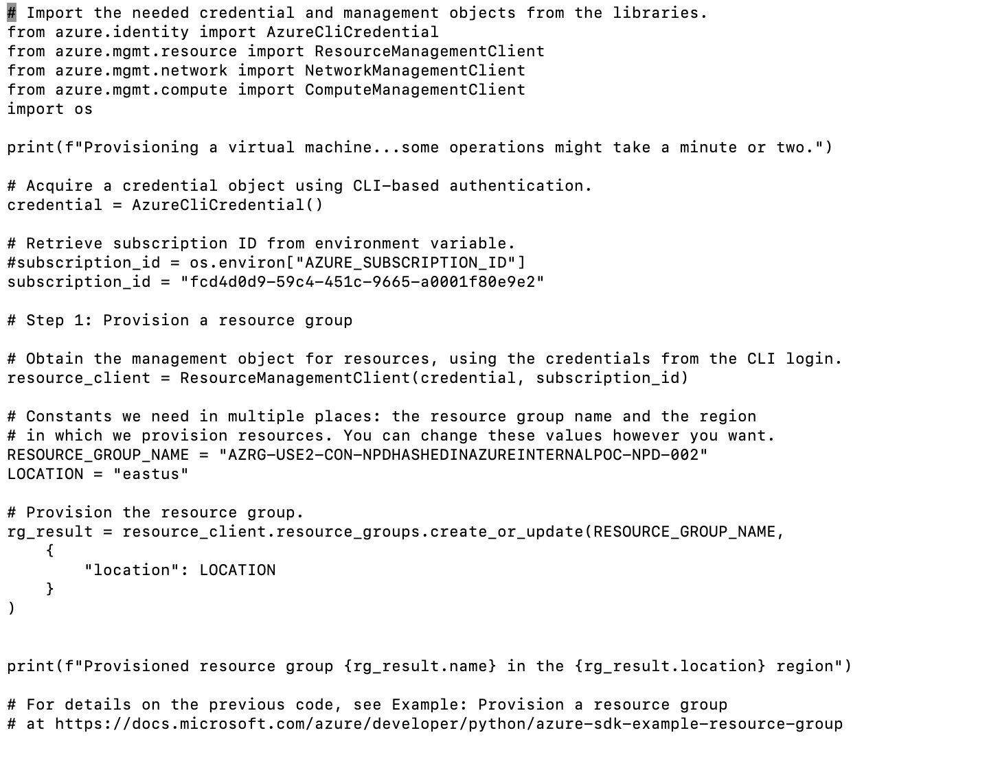 # Import the needed credential and management objects from the libraries.
from azure.identity import AzureCliCredential
from azure.mgmt.resource import ResourceManagementClient
from azure.mgmt.network import NetworkManagementClient
from azure.mgmt.compute import ComputeManagementClient
import os

print(f"Provisioning a virtual machine...some operations might take a minute or two.")

# Acquire a credential object using CLI-based authentication.
credential = AzureCliCredential()

# Retrieve subscription ID from environment variable.
#subscription_id = os.environ["AZURE_SUBSCRIPTION_ID"]
subscription_id = "fcd4d0d9-59c4-451c-9665-a0001f80e9e2"

# Step 1: Provision a resource group

# Obtain the management object for resources, using the credentials from the CLI login.
resource_client = ResourceManagementClient(credential, subscription_id)

# Constants we need in multiple places: the resource group name and the region
# in which we provision resources. You can change these values however you want.
RESOURCE_GROUP_NAME = "AZRG-USE2-CON-NPDHASHEDINAZUREINTERNALPOC-NPD-002"
LOCATION = "eastus"

# Provision the resource group.
rg_result = resource_client.resource_groups.create_or_update(RESOURCE_GROUP_NAME,
    {
        "location": LOCATION
    }
)


print(f"Provisioned resource group {rg_result.name} in the {rg_result.location} region")

# For details on the previous code, see Example: Provision a resource group
# at https://docs.microsoft.com/azure/developer/python/azure-sdk-example-resource-group